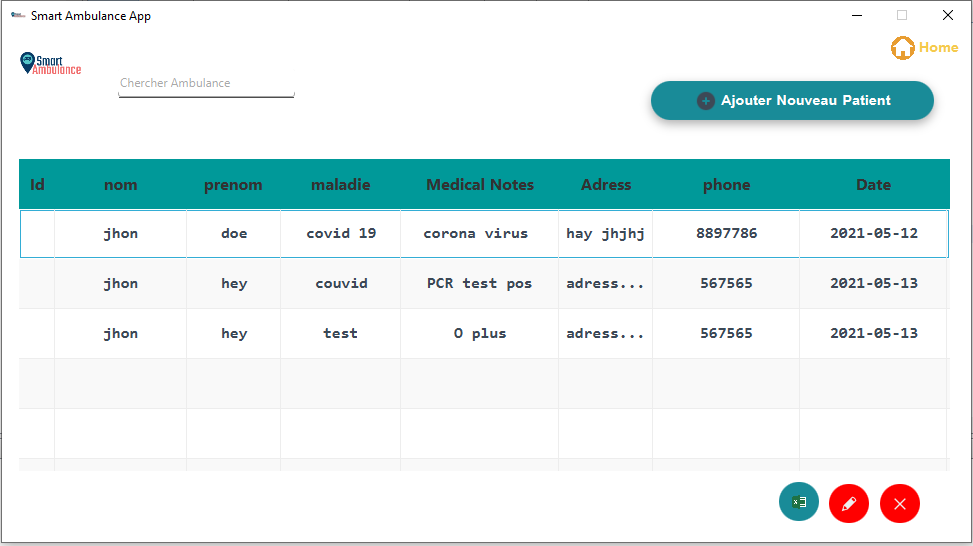 Smart Ambulance App
Home
Smart
Ambulance
Chercher Ambulance
Ajouter Nouveau Patient
Id nom prenom maladie Medical Notes Adress phone Date
jhon doe covid 19 corona virus hay jhjhj 8897786 2021-05-12
jhon hey couvid PCR test pos adress... 567565 2021-05-13
jhon hey test O plus adress... 567565 2021-05-13